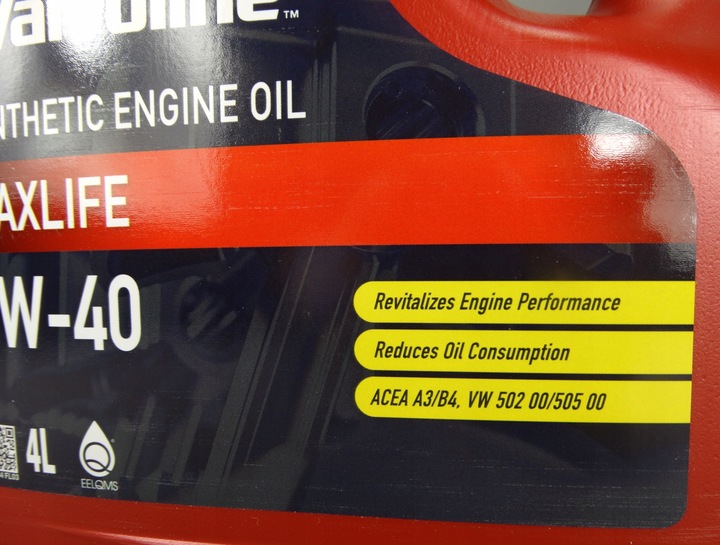 Valvoline™
NTHETIC ENGINE OIL
AXLIFE
W-40
Revitalizes Engine Performance
Reduces Oil Consumption
ACEA A3/B4, VW 502 00/505 00
4L
EELQMS